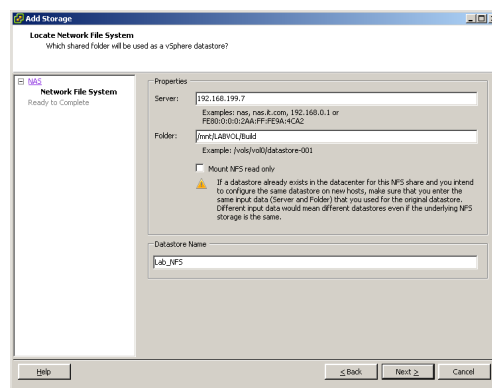 Add Storage
Locate Network File System
Which shared folder will be used as a vSphere datastore?
NAS
Network File System
Ready to Complete
Properties
Server:
192.168.199.7
Examples: nas, nas.it.com, 192.168.0.1 or
FE80:0:0:0:2AA:FF:FE9A:4CA2
Folder:
/mnt/LABVOL/Build
Example: /vols/vol0/datastore-001
Mount NFS read only
If a datastore already exists in the datacenter for this NFS share and you intend
to configure the same datastore on new hosts, make sure that you enter the
same input data (Server and Folder) that you used for the original datastore.
Different input data would mean different datastores even if the underlying NFS
storage is the same.
Datastore Name
Lab_NFS
Help
< Back
Next >
Cancel